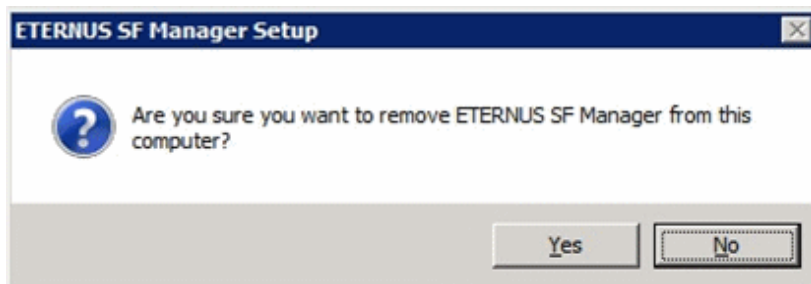 ETERNUS SF Manager Setup
Are you sure you want to remove ETERNUS SF Manager from this
computer?
Yes
No